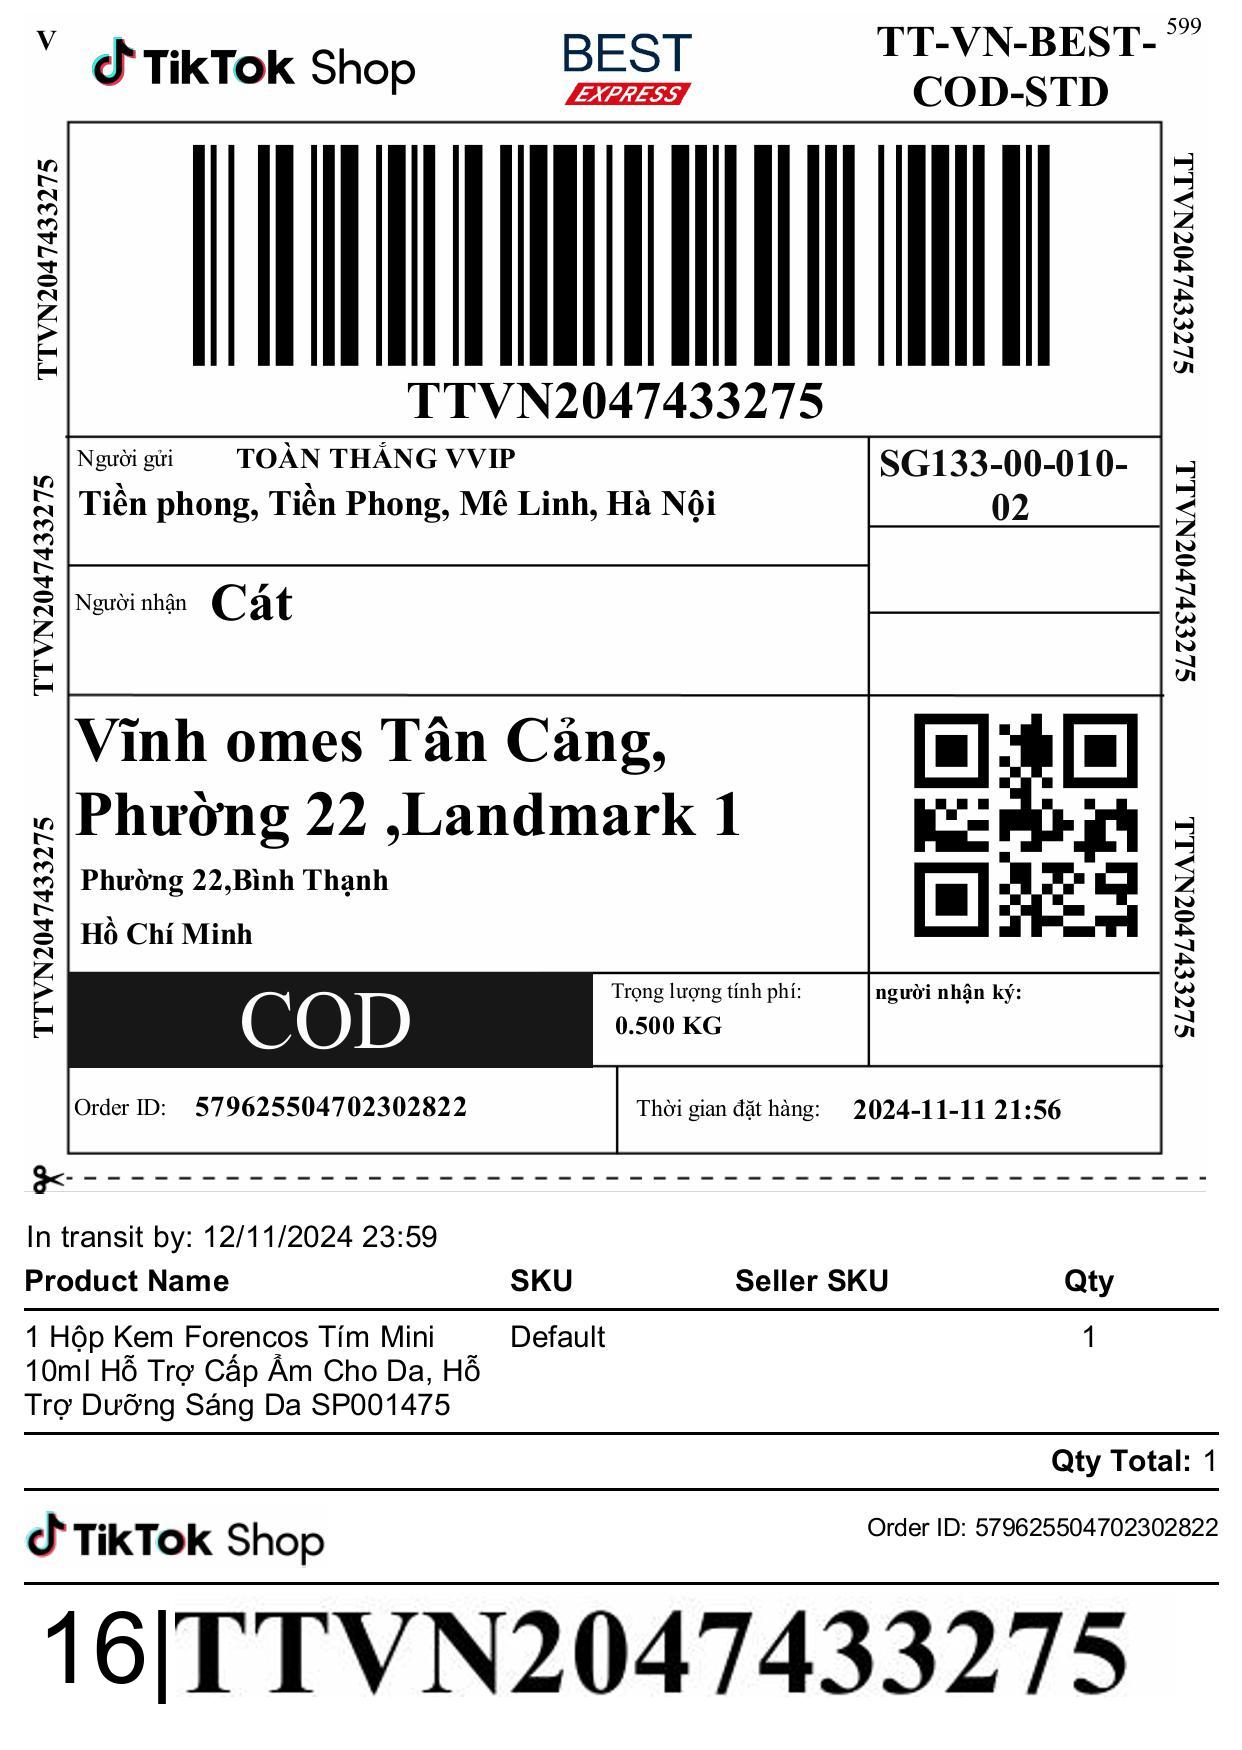 V
TikTok Shop
BEST
EXPRESS
TT-VN-BEST-
COD-STD
599
TTVN2047433275
TTVN2047433275
TTVN2047433275
Người gửi TOÀN THẮNG VVIP
Tiền phong, Tiền Phong, Mê Linh, Hà Nội
SG133-00-010-
02
TTVN2047433275
TTVN2047433275
Người nhận Cát
Vĩnh omes Tân Cảng,
Phường 22 ,Landmark 1
Phường 22,Bình Thạnh
Hồ Chí Minh
TTVN2047433275
TTVN2047433275
COD
Trọng lượng tính phí:
0.500 KG
người nhận ký:
Order ID: 579625504702302822
Thời gian đặt hàng: 2024-11-11 21:56
In transit by: 12/11/2024 23:59
Product Name SKU Seller SKU Qty
1 Hộp Kem Forencos Tím Mini Default 1
10ml Hỗ Trợ Cấp Ẩm Cho Da, Hỗ
Trợ Dưỡng Sáng Da SP001475
Qty Total: 1
TikTok Shop
Order ID: 579625504702302822
16|TTVN2047433275